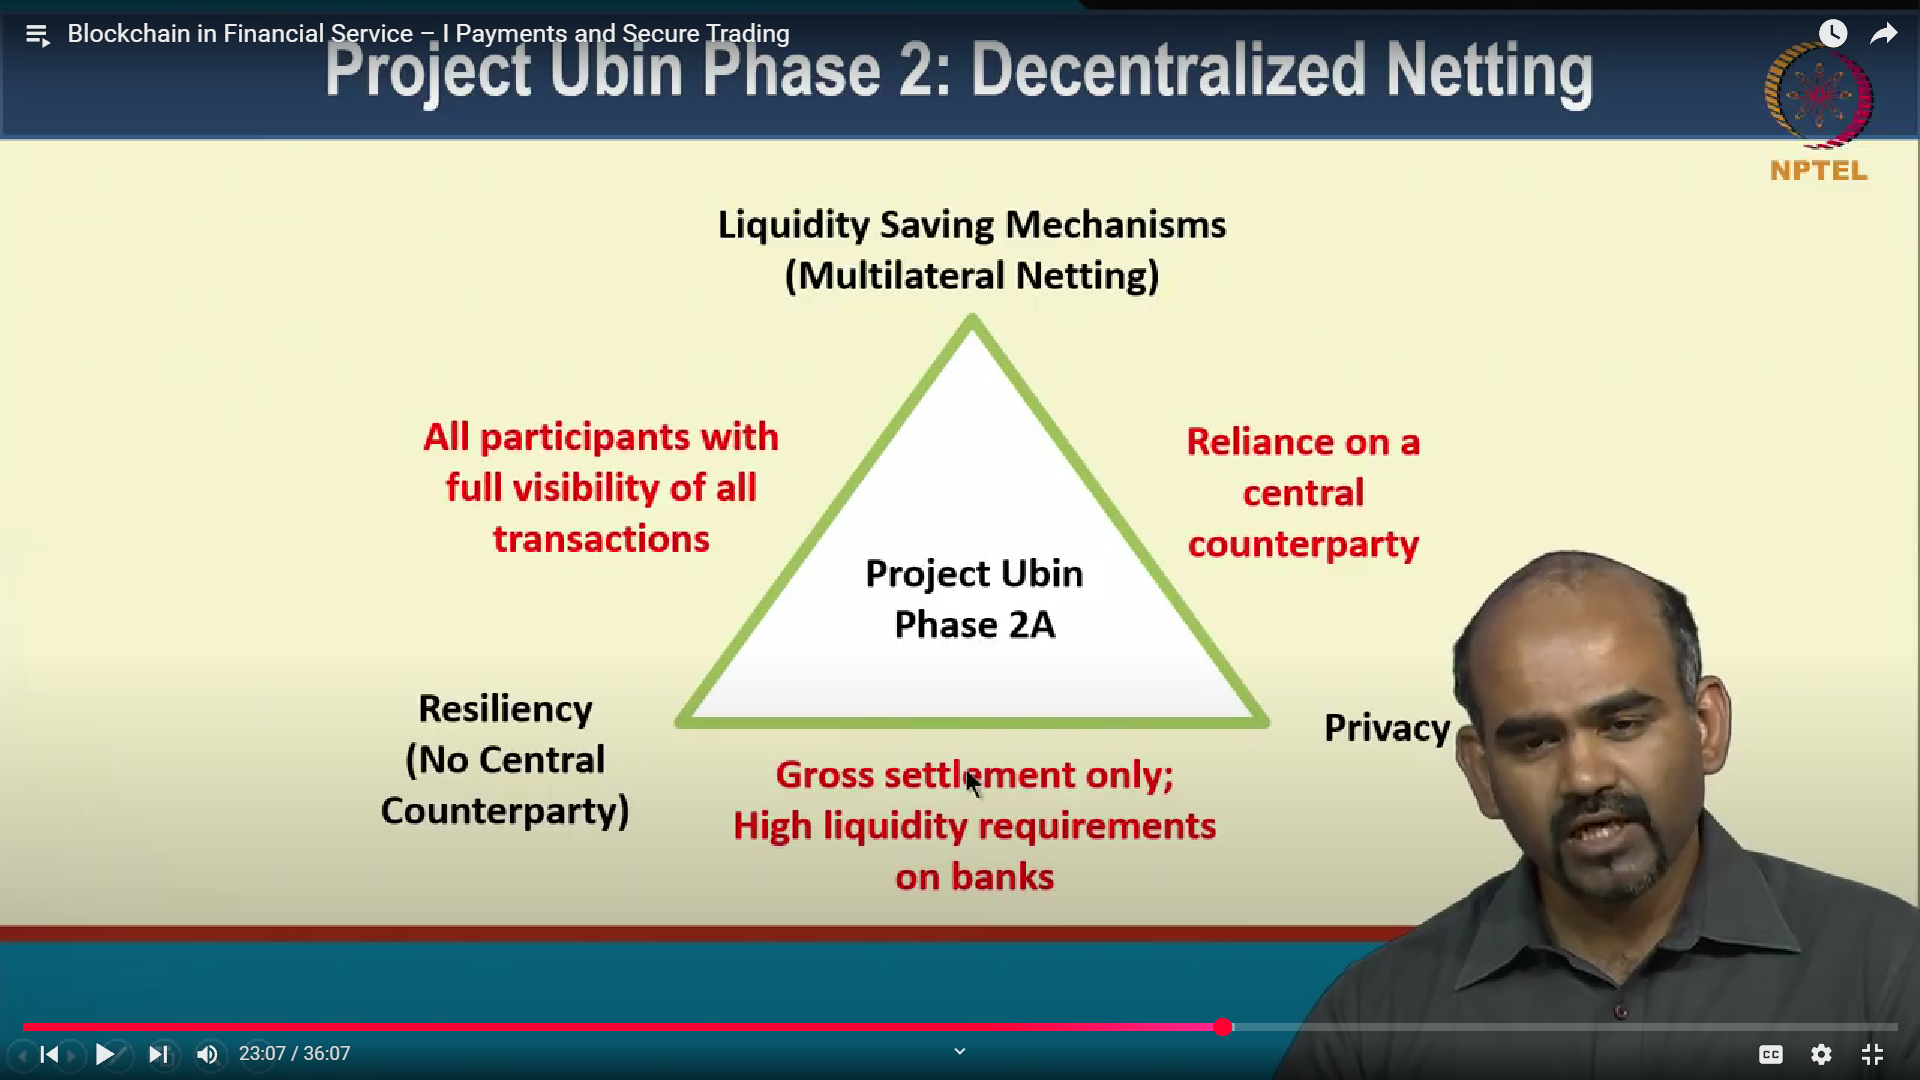 Blockchain in Financial Service – I Payments and Secure Trading
Project Ubin Phase 2: Decentralized Netting
NPTEL
Liquidity Saving Mechanisms
(Multilateral Netting)
All participants with
full visibility of all
transactions
Reliance on a
central
counterparty
Project Ubin
Phase 2A
Resiliency
(No Central
Counterparty)
Privacy
Gross settlement only;
High liquidity requirements
on banks
23:07 / 36:07
CC